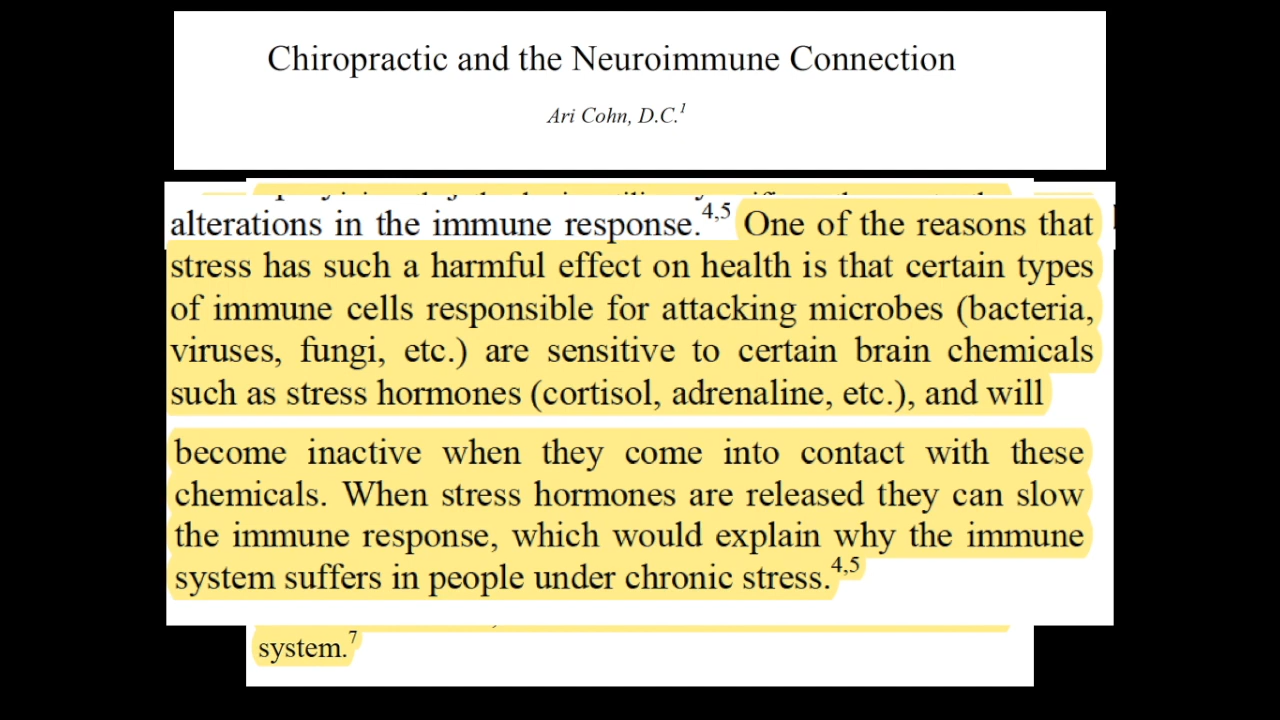 Chiropractic and the Neuroimmune Connection
Ari Cohn, D.C.1
alterations in the immune response.4,5 One of the reasons that
stress has such a harmful effect on health is that certain types
of immune cells responsible for attacking microbes (bacteria,
viruses, fungi, etc.) are sensitive to certain brain chemicals
such as stress hormones (cortisol, adrenaline, etc.), and will
become inactive when they come into contact with these
chemicals. When stress hormones are released they can slow
the immune response, which would explain why the immune
system suffers in people under chronic stress.4,5
system.7